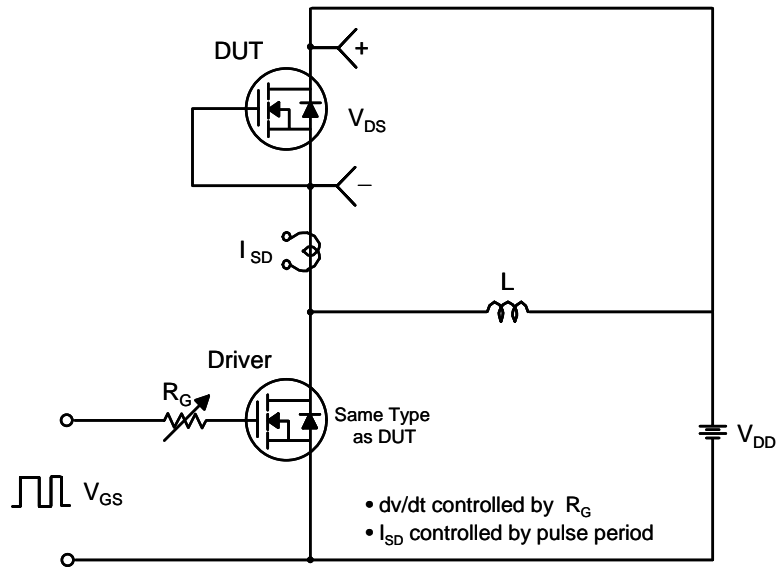 DUT
+
V_DS
−
I_SD
L
Driver
R_G
Same Type
as DUT
V_DD
V_GS
• dv/dt controlled by R_G
• I_SD controlled by pulse period